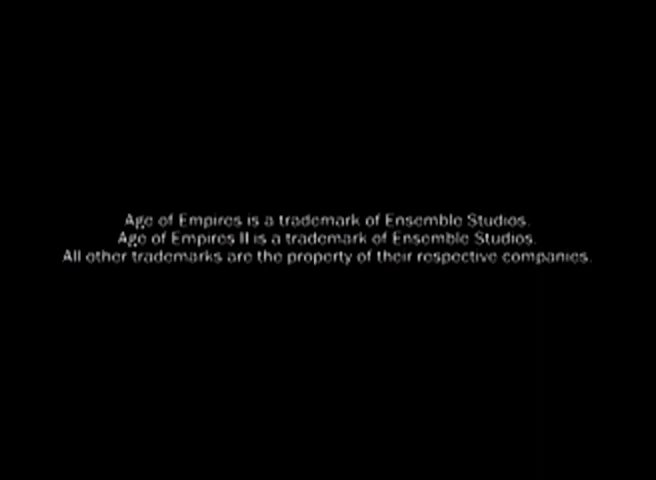 Age of Empires is a trademark of Ensemble Studios.
Age of Empires II is a trademark of Ensemble Studios.
All other trademarks are the property of their respective companies.